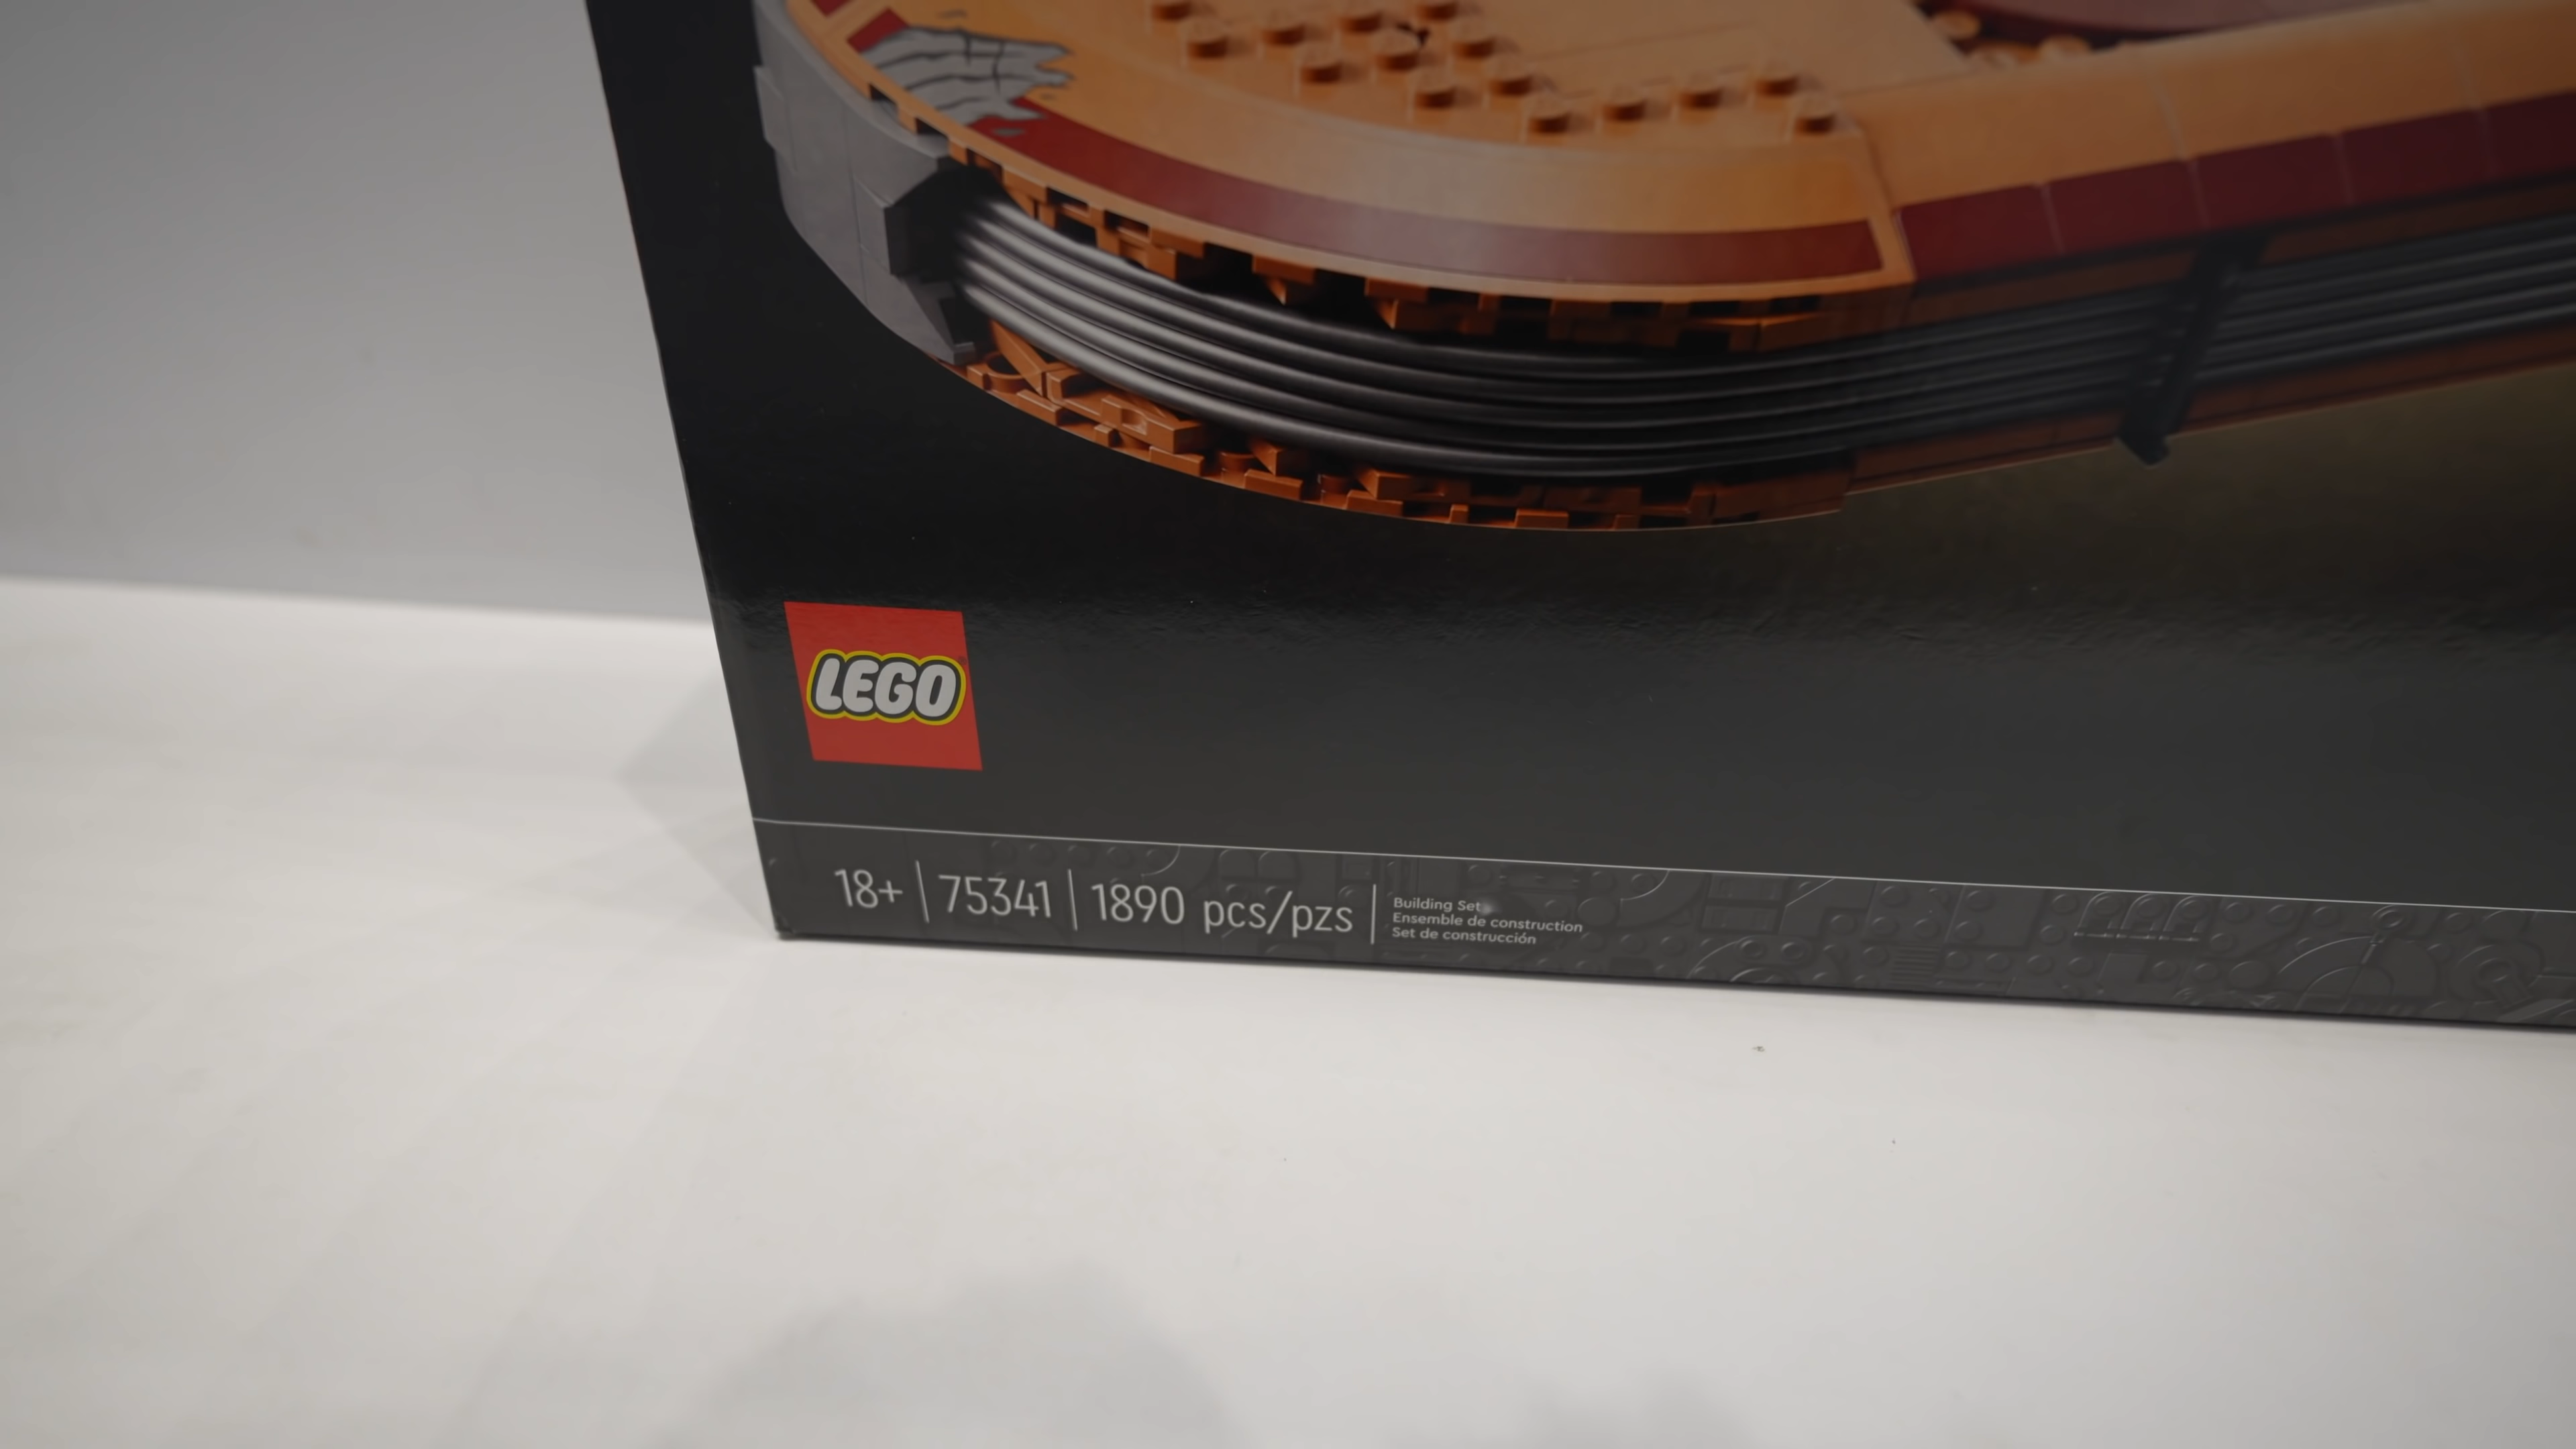 LEGO
18+ | 75341 | 1890 pcs/pzs
Building Set
Ensemble de construction
Set de construcción